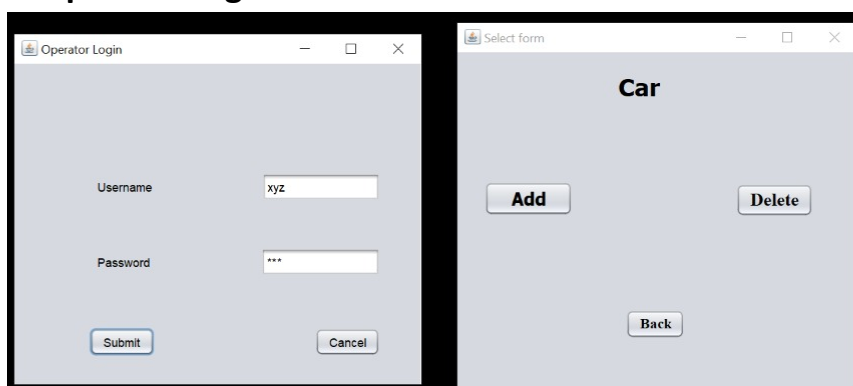 Operator Login
Username
xyz
Password
***
Submit
Cancel
Select form
Car
Add
Delete
Back